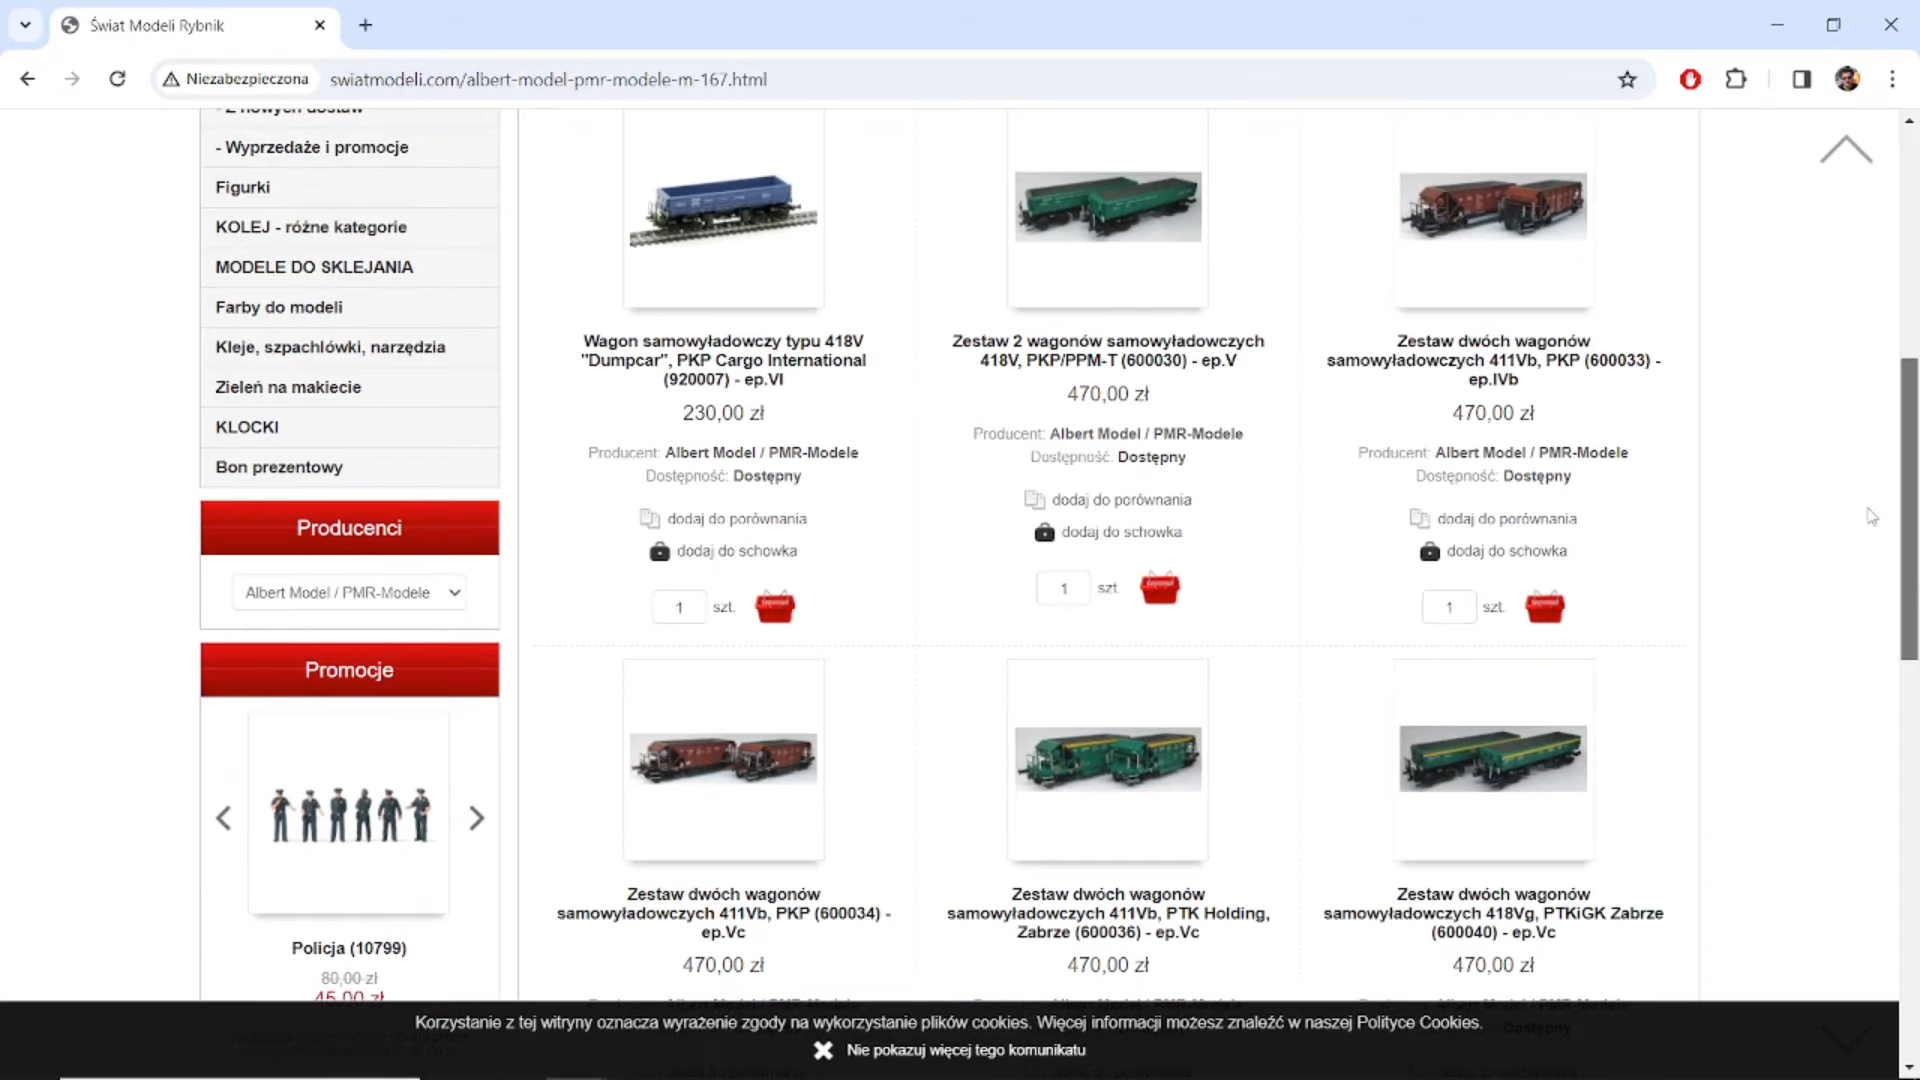 Świat Modeli Rybnik
Niezabezpieczona
swiatmodeli.com/albert-model-pmr-modele-m-167.html
- Z nowych dostaw
- Wyprzedaże i promocje
Figurki
KOLEJ - różne kategorie
MODELE DO SKLEJANIA
Farby do modeli
Kleje, szpachlówki, narzędzia
Zieleń na makiecie
KLOCKI
Bon prezentowy
Producenci
Albert Model / PMR-Modele
Promocje
Policja (10799)
80,00 zł
45,00 zł
Wagon samowyładowczy typu 418V
"Dumpcar", PKP Cargo International
(920007) - ep.VI
230,00 zł
Producent: Albert Model / PMR-Modele
Dostępność: Dostępny
dodaj do porównania
dodaj do schowka
1 szt.
Zestaw 2 wagonów samowyładowczych
418V, PKP/PPM-T (600030) - ep.V
470,00 zł
Producent: Albert Model / PMR-Modele
Dostępność: Dostępny
dodaj do porównania
dodaj do schowka
1 szt
Zestaw dwóch wagonów
samowyładowczych 411Vb, PKP (600033) -
ep.IVb
470,00 zł
Producent: Albert Model / PMR-Modele
Dostępność: Dostępny
dodaj do porównania
dodaj do schowka
1 szt.
Zestaw dwóch wagonów
samowyładowczych 411Vb, PKP (600034) -
ep.Vc
470,00 zł
Zestaw dwóch wagonów
samowyładowczych 411Vb, PTK Holding,
Zabrze (600036) - ep.Vc
470,00 zł
Zestaw dwóch wagonów
samowyładowczych 418Vg, PTKiGK Zabrze
(600040) - ep.Vc
470,00 zł
Korzystanie z tej witryny oznacza wyrażenie zgody na wykorzystanie plików cookies. Więcej informacji możesz znaleźć w naszej Polityce Cookies.
Nie pokazuj więcej tego komunikatu